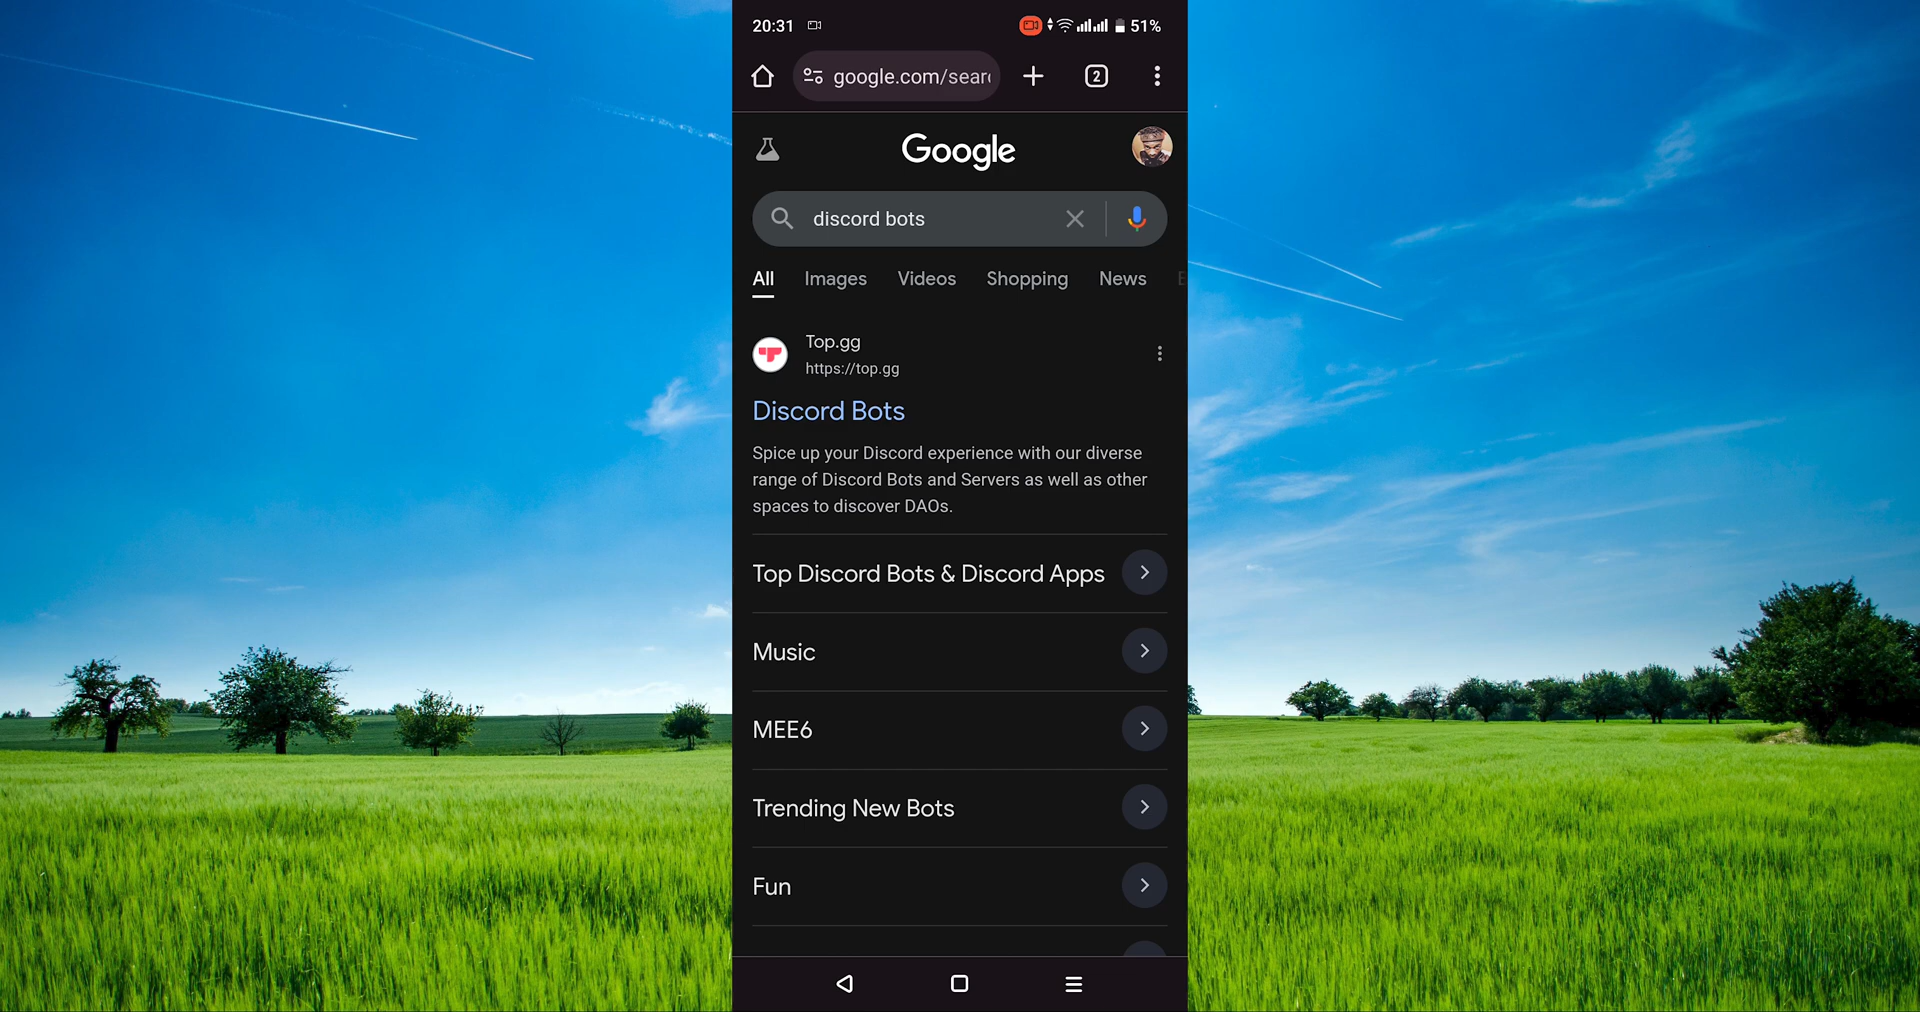 20:31
51%
google.com/sear
2
Google
discord bots
All Images Videos Shopping News
Top.gg
https://top.gg
Discord Bots
Spice up your Discord experience with our diverse
range of Discord Bots and Servers as well as other
spaces to discover DAOs.
Top Discord Bots & Discord Apps
Music
MEE6
Trending New Bots
Fun